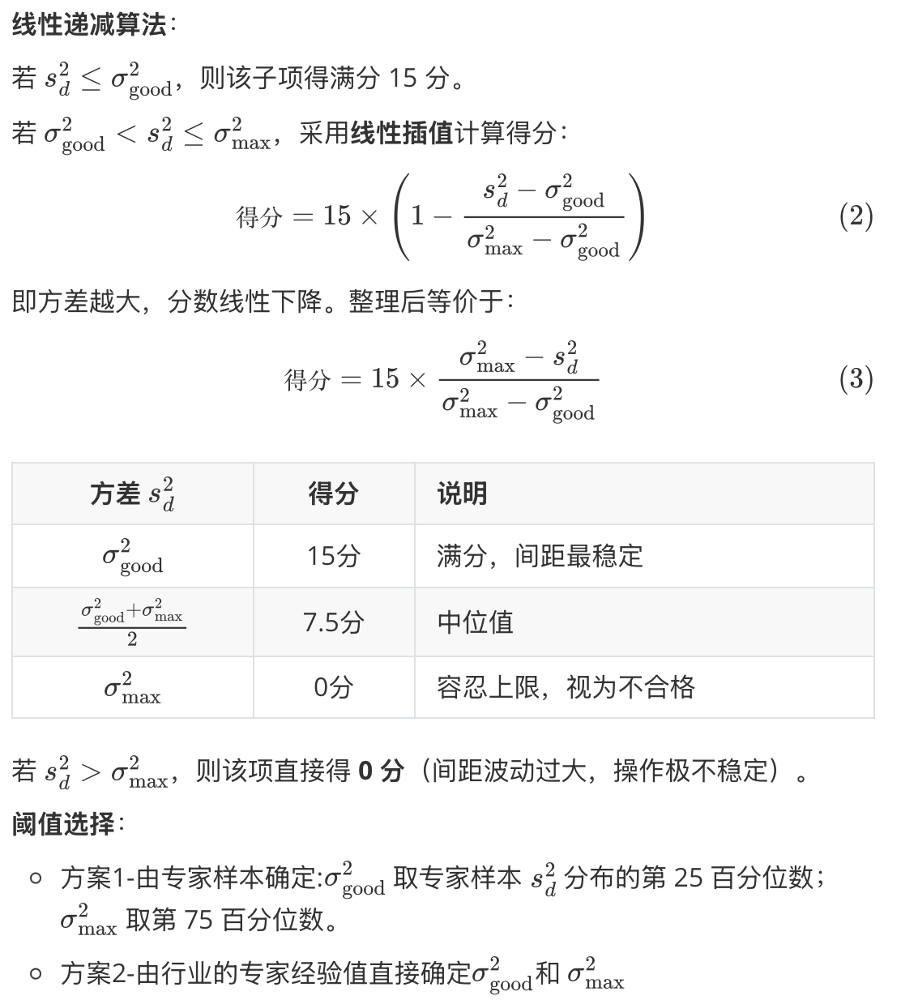 线性递减算法：
若 $s_d^2 \leq \sigma_{\text{good}}^2$，则该子项得满分 15 分。
若 $\sigma_{\text{good}}^2 < s_d^2 \leq \sigma_{\text{max}}^2$，采用线性插值计算得分：
$$得分 = 15 \times \left(1 - \frac{s_d^2 - \sigma_{\text{good}}^2}{\sigma_{\text{max}}^2 - \sigma_{\text{good}}^2}\right)$$ (2)
即方差越大，分数线性下降。整理后等价于：
$$得分 = 15 \times \frac{\sigma_{\text{max}}^2 - s_d^2}{\sigma_{\text{max}}^2 - \sigma_{\text{good}}^2}$$ (3)
方差 $s_d^2$ 得分 说明
$\sigma_{\text{good}}^2$ 15分 满分，间距最稳定
$\frac{\sigma_{\text{good}}^2+\sigma_{\text{max}}^2}{2}$ 7.5分 中位值
$\sigma_{\text{max}}^2$ 0分 容忍上限，视为不合格
若 $s_d^2 > \sigma_{\text{max}}^2$，则该项直接得 0 分（间距波动过大，操作极不稳定）。
阈值选择：
○ 方案1-由专家样本确定:$\sigma_{\text{good}}^2$ 取专家样本 $s_d^2$ 分布的第 25 百分位数；
$\sigma_{\text{max}}^2$ 取第 75 百分位数。
○ 方案2-由行业的专家经验值直接确定$\sigma_{\text{good}}^2$和 $\sigma_{\text{max}}^2$